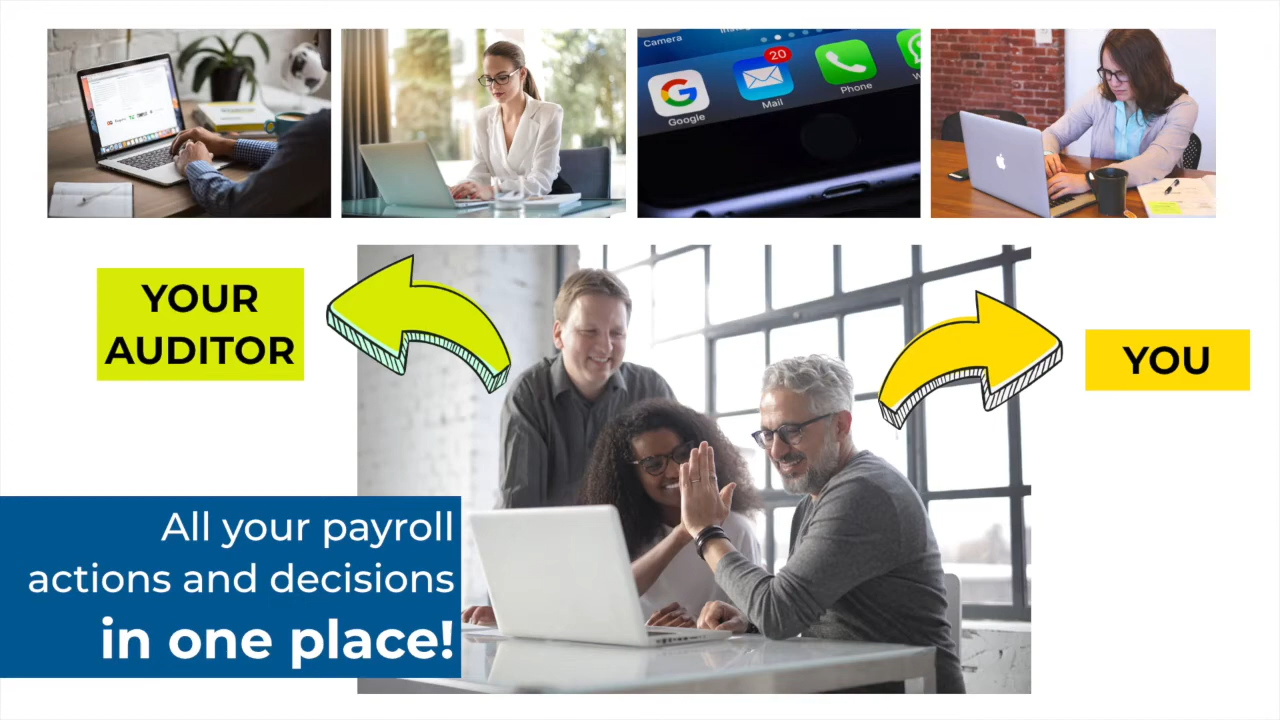 Camera
20
Google
Mail
Phone
YOUR
AUDITOR
YOU
All your payroll
actions and decisions
in one place!